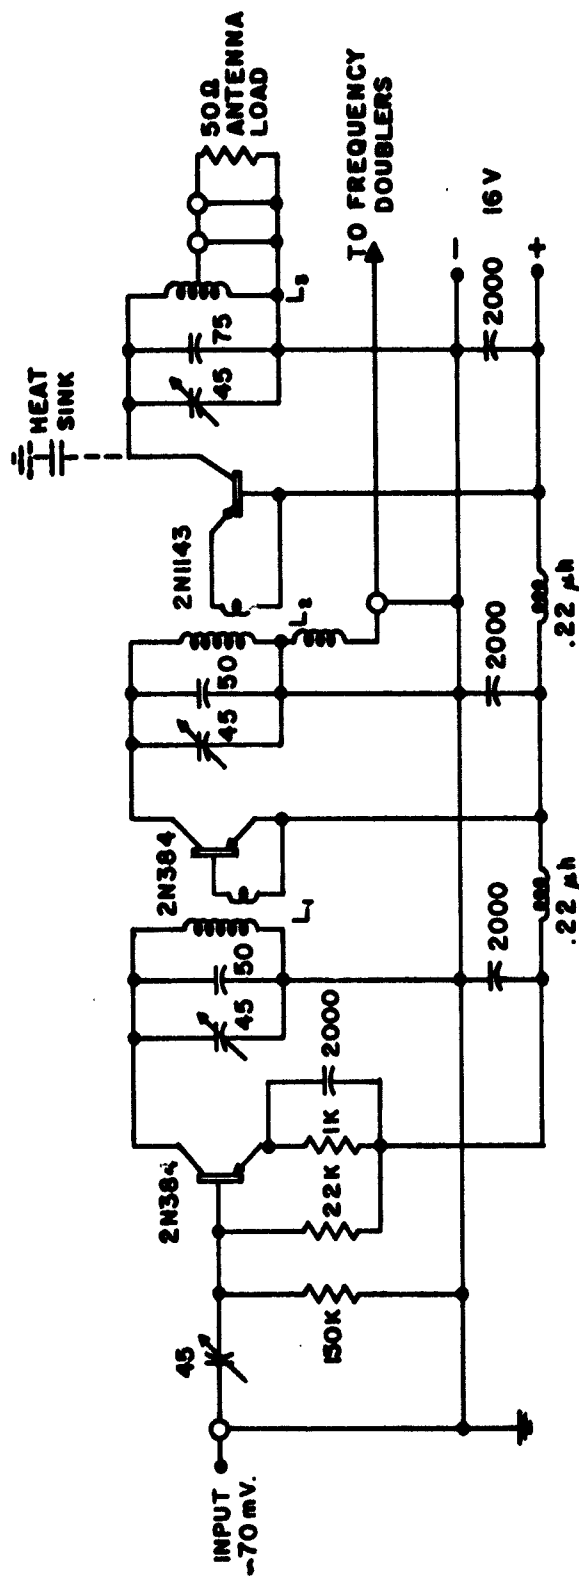 INPUT
~70 mV.
45
150K
22K
1K
2000
2N384
45
50
L₁
2000
.22 µh
2N384
45
50
L₂
2000
.22 µh
2N1143
HEAT
SINK
45
75
L₃
50Ω
ANTENNA
LOAD
TO FREQUENCY
DOUBLERS
2000
-
16V
+